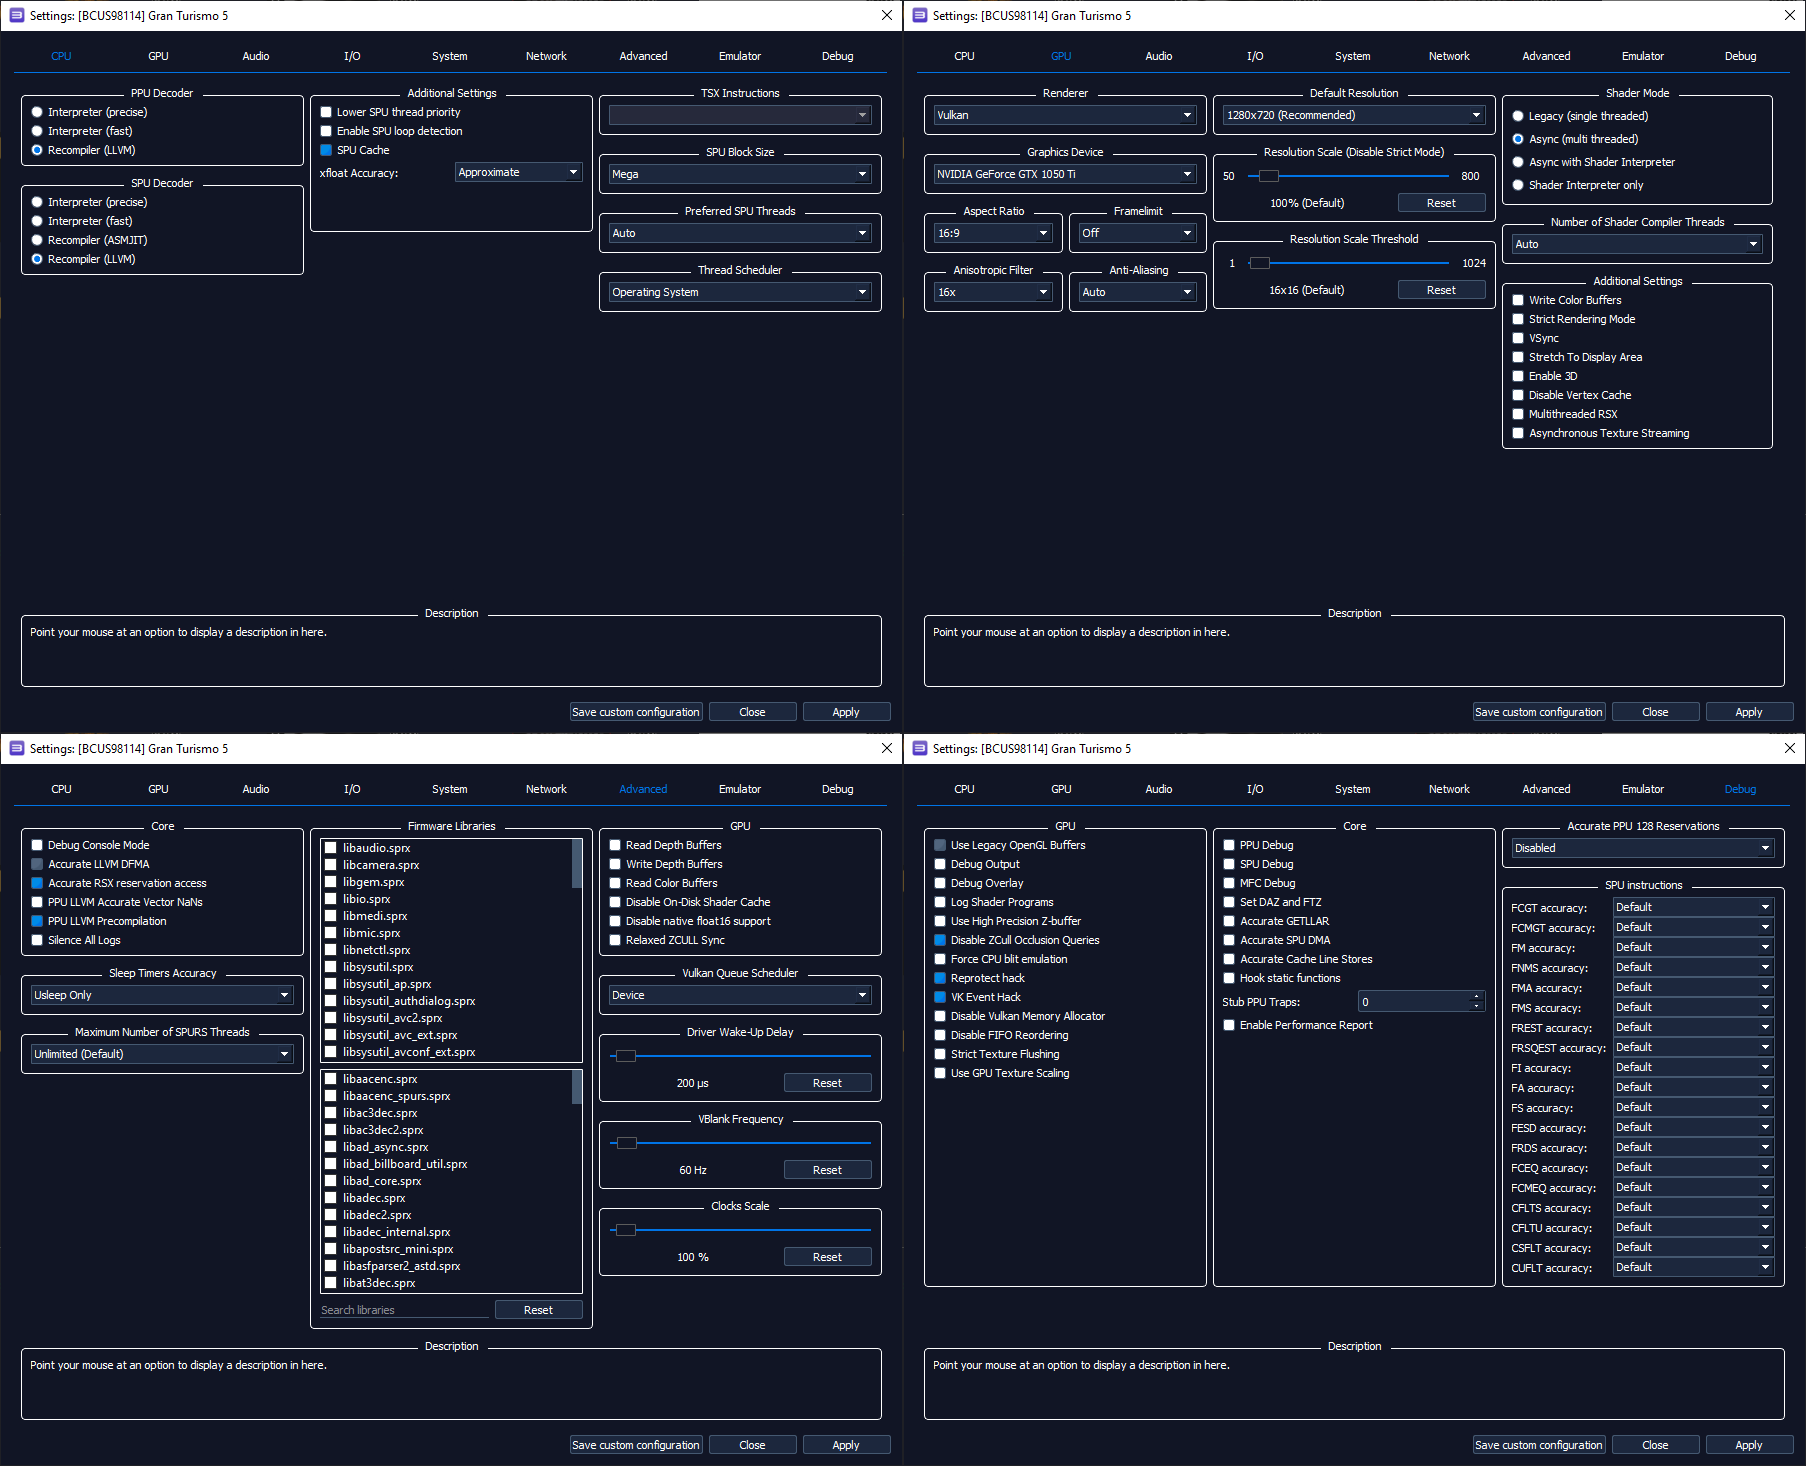 Settings: [BCUS98114] Gran Turismo 5
CPU GPU Audio I/O System Network Advanced Emulator Debug
PPU Decoder
Interpreter (precise)
Interpreter (fast)
Recompiler (LLVM)
SPU Decoder
Interpreter (precise)
Interpreter (fast)
Recompiler (ASMJIT)
Recompiler (LLVM)
Additional Settings
Lower SPU thread priority
Enable SPU loop detection
SPU Cache
xfloat Accuracy: Approximate
TSX Instructions
SPU Block Size
Mega
Preferred SPU Threads
Auto
Thread Scheduler
Operating System
Description
Point your mouse at an option to display a description in here.
Save custom configuration Close Apply
Settings: [BCUS98114] Gran Turismo 5
CPU GPU Audio I/O System Network Advanced Emulator Debug
Renderer
Vulkan
Graphics Device
NVIDIA GeForce GTX 1050 Ti
Aspect Ratio
16:9
Framelimit
Off
Anisotropic Filter
16x
Anti-Aliasing
Auto
Default Resolution
1280x720 (Recommended)
Resolution Scale (Disable Strict Mode)
50 800
100% (Default) Reset
Resolution Scale Threshold
1 1024
16x16 (Default) Reset
Shader Mode
Legacy (single threaded)
Async (multi threaded)
Async with Shader Interpreter
Shader Interpreter only
Number of Shader Compiler Threads
Auto
Additional Settings
Write Color Buffers
Strict Rendering Mode
VSync
Stretch To Display Area
Enable 3D
Disable Vertex Cache
Multithreaded RSX
Asynchronous Texture Streaming
Description
Point your mouse at an option to display a description in here.
Save custom configuration Close Apply
Settings: [BCUS98114] Gran Turismo 5
CPU GPU Audio I/O System Network Advanced Emulator Debug
Core
Debug Console Mode
Accurate LLVM DFMA
Accurate RSX reservation access
PPU LLVM Accurate Vector NaNs
PPU LLVM Precompilation
Silence All Logs
Sleep Timers Accuracy
Usleep Only
Maximum Number of SPURS Threads
Unlimited (Default)
Firmware Libraries
libaudio.sprx
libcamera.sprx
libgem.sprx
libio.sprx
libmedi.sprx
libmic.sprx
libnetctl.sprx
libsysutil.sprx
libsysutil_ap.sprx
libsysutil_authdialog.sprx
libsysutil_avc2.sprx
libsysutil_avc_ext.sprx
libsysutil_avconf_ext.sprx
libaacenc.sprx
libaacenc_spurs.sprx
libac3dec.sprx
libac3dec2.sprx
libad_async.sprx
libad_billboard_util.sprx
libad_core.sprx
libadec.sprx
libadec2.sprx
libadec_internal.sprx
libapostsrc_mini.sprx
libasfparser2_astd.sprx
libat3dec.sprx
Search libraries Reset
GPU
Read Depth Buffers
Write Depth Buffers
Read Color Buffers
Disable On-Disk Shader Cache
Disable native float16 support
Relaxed ZCULL Sync
Vulkan Queue Scheduler
Device
Driver Wake-Up Delay
200 µs Reset
VBlank Frequency
60 Hz Reset
Clocks Scale
100 % Reset
Description
Point your mouse at an option to display a description in here.
Save custom configuration Close Apply
Settings: [BCUS98114] Gran Turismo 5
CPU GPU Audio I/O System Network Advanced Emulator Debug
GPU
Use Legacy OpenGL Buffers
Debug Output
Debug Overlay
Log Shader Programs
Use High Precision Z-buffer
Disable ZCull Occlusion Queries
Force CPU blit emulation
Reprotect hack
VK Event Hack
Disable Vulkan Memory Allocator
Disable FIFO Reordering
Strict Texture Flushing
Use GPU Texture Scaling
Core
PPU Debug
SPU Debug
MFC Debug
Set DAZ and FTZ
Accurate GETLLAR
Accurate SPU DMA
Accurate Cache Line Stores
Hook static functions
Stub PPU Traps: 0
Enable Performance Report
Accurate PPU 128 Reservations
Disabled
SPU instructions
FCGT accuracy: Default
FCMGT accuracy: Default
FM accuracy: Default
FNMS accuracy: Default
FMA accuracy: Default
FMS accuracy: Default
FREST accuracy: Default
FRSQEST accuracy: Default
FI accuracy: Default
FA accuracy: Default
FS accuracy: Default
FESD accuracy: Default
FRDS accuracy: Default
FCEQ accuracy: Default
FCMEQ accuracy: Default
CFLTS accuracy: Default
CFLTU accuracy: Default
CSFLT accuracy: Default
CUFLT accuracy: Default
Description
Point your mouse at an option to display a description in here.
Save custom configuration Close Apply